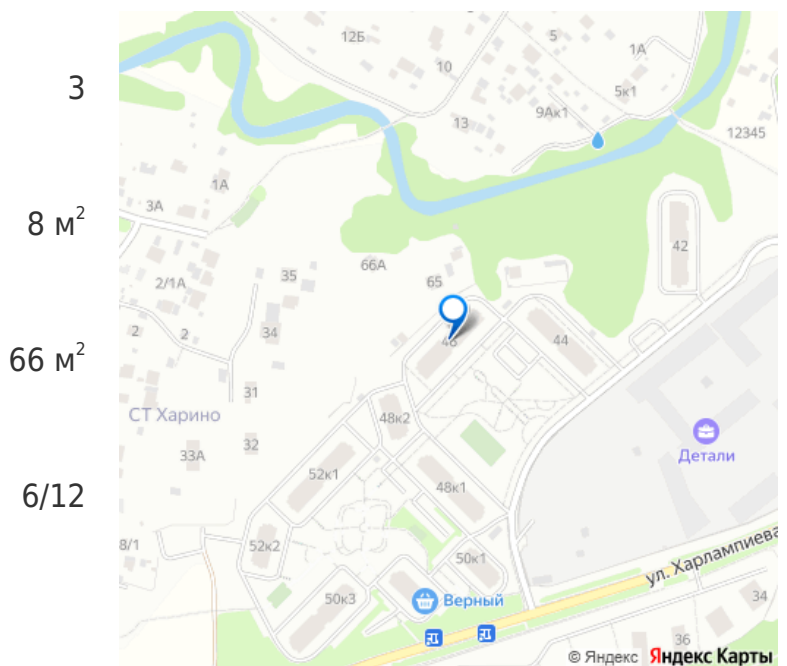 3
8 м²
66 м²
6/12
12Б
10
5
1А
5к1
9Ак1
13
12345
1А
3А
42
66А
65
35
2/1А
34
2
2
48
44
31
СТ Харино
48к2
32
33А
Детали
52к1
48к1
8/1
52к2
50к1
ул. Харлампиева
50к3
Верный
34
36
© Яндекс Яндекс Карты